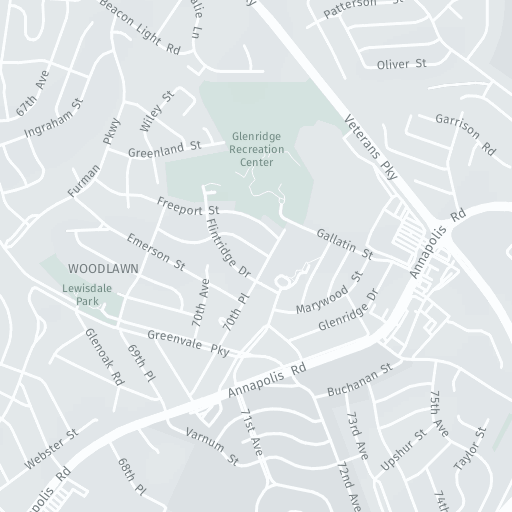 Beacon Light Rd
Patterson St
Oliver St
67th Ave
Ingraham St
Wiley St
Pkwy
Furman
Greenland St
Glenridge
Recreation
Center
Veterans Pky
Garrison Rd
Freeport St
Flintridge Dr
Emerson St
Gallatin St
Annapolis Rd
WOODLAWN
Lewisdale
Park
70th Ave
70th Pl
Marywood St
Glenridge Dr
Glenoak Rd
69th Pl
Greenvale Pky
Annapolis Rd
Buchanan St
71st Ave
73rd Ave
75th Ave
Upshur St
Taylor St
Webster St
Varnum St
68th Pl
72nd Ave
74th
polis Rd